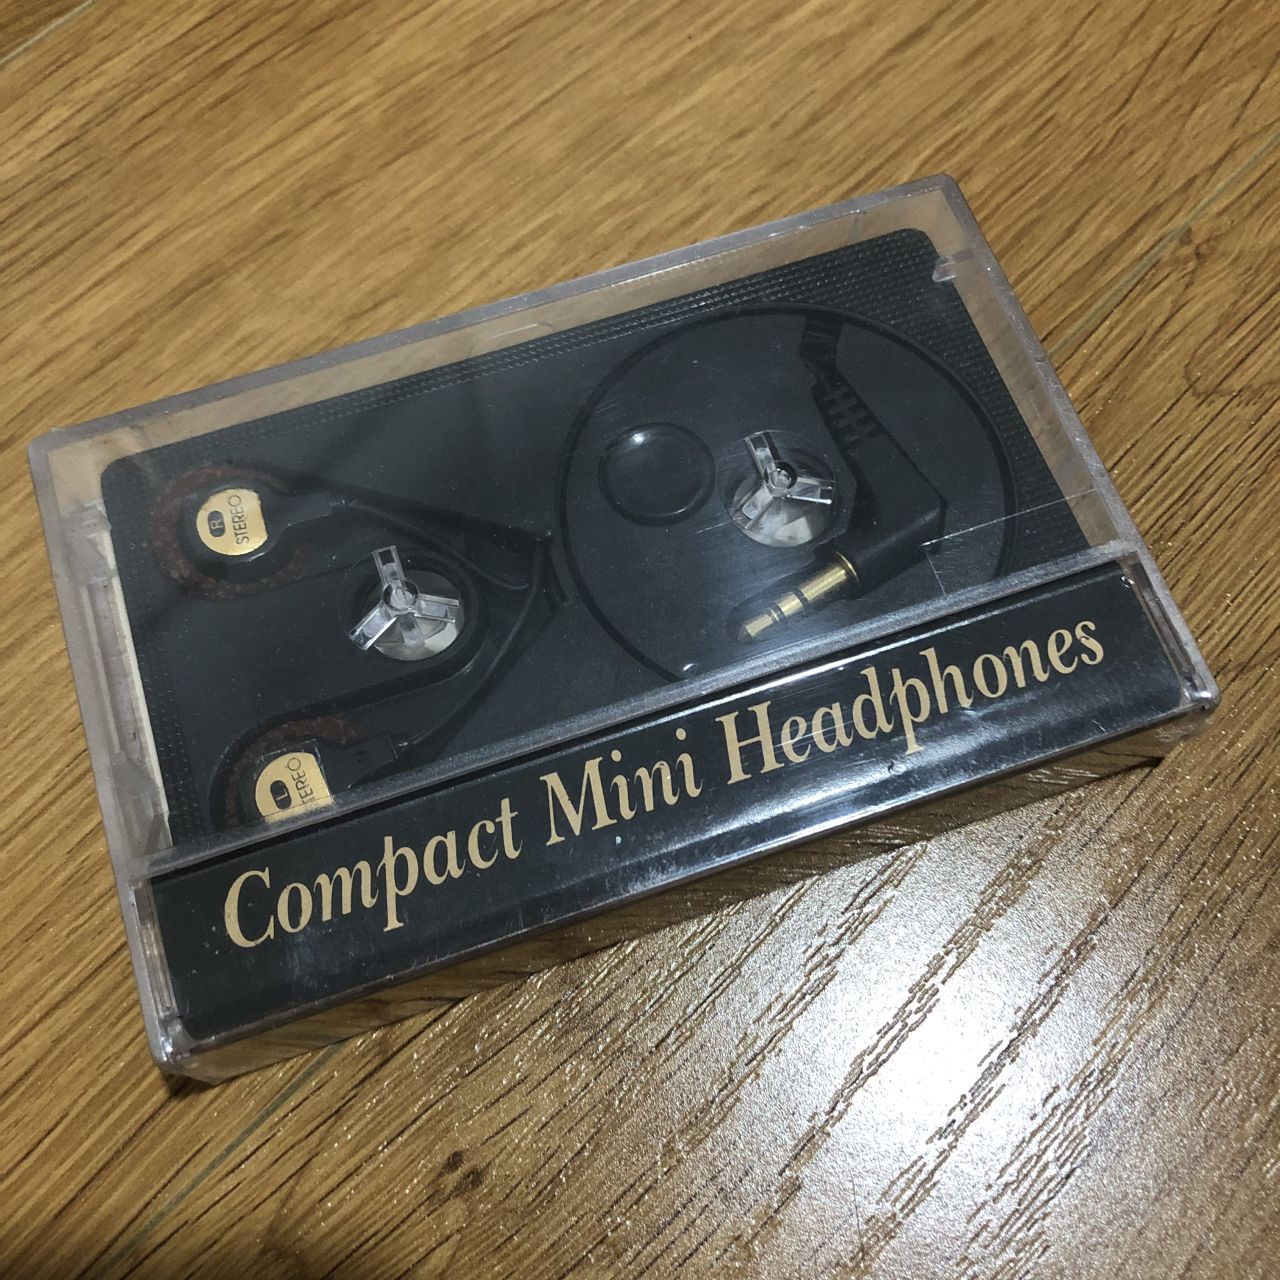 R
STEREO
STEREO
Compact Mini Headphones